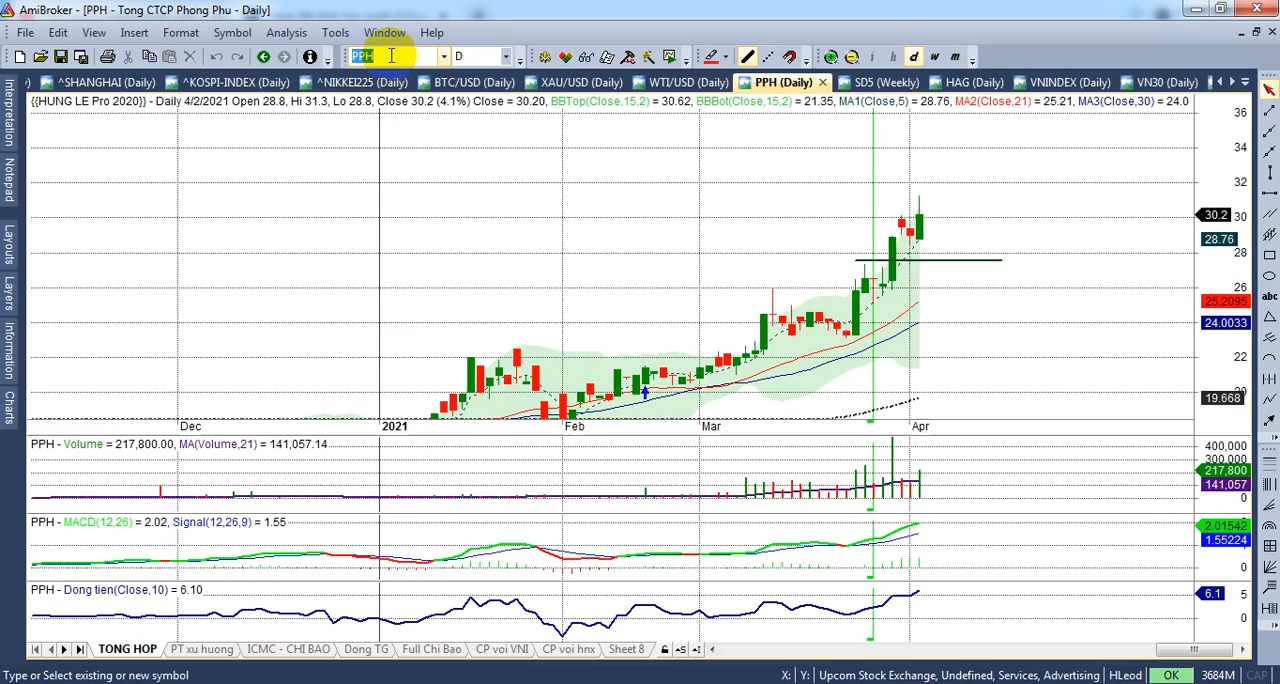 AmiBroker - [PPH - Tong CTCP Phong Phu - Daily]
File Edit View Insert Format Symbol Analysis Tools Window Help
PPH D i d w m
^SHANGHAI (Daily) ^KOSPI-INDEX (Daily) ^NIKKEI225 (Daily) BTC/USD (Daily) XAU/USD (Daily) WTI/USD (Daily) PPH (Daily) SD5 (Weekly) HAG (Daily) VNINDEX (Daily) VN30 (Daily)
{{HUNG LE Pro 2020}} - Daily 4/2/2021 Open 28.8, Hi 31.3, Lo 28.8, Close 30.2 (4.1%) Close = 30.20, BBTop(Close,15,2) = 30.62, BBBot(Close,15,2) = 21.35, MA1(Close,5) = 28.76, MA2(Close,21) = 25.21, MA3(Close,30) = 24.0
Interpretation
Notepad
Layouts
Layers
Information
Charts
36
34
32
30.2
30
28.76
28
26
25.2095
24.0033
22
20
19.668
abc
Dec 2021 Feb Mar Apr
PPH - Volume = 217,800.00, MA(Volume,21) = 141,057.14
400,000
300,000
217,800
141,057
0
PPH - MACD(12,26) = 2.02, Signal(12,26,9) = 1.55
2.01542
1.55224
0
PPH - Dong tien(Close,10) = 6.10
6.1
5
0
TONG HOP PT xu huong ICMC - CHI BAO Dong TG Full Chi Bao CP voi VNI CP voi hnx Sheet 8
Type or Select existing or new symbol X: Y: Upcom Stock Exchange, Undefined, Services, Advertising HLeod OK 3684M CAP